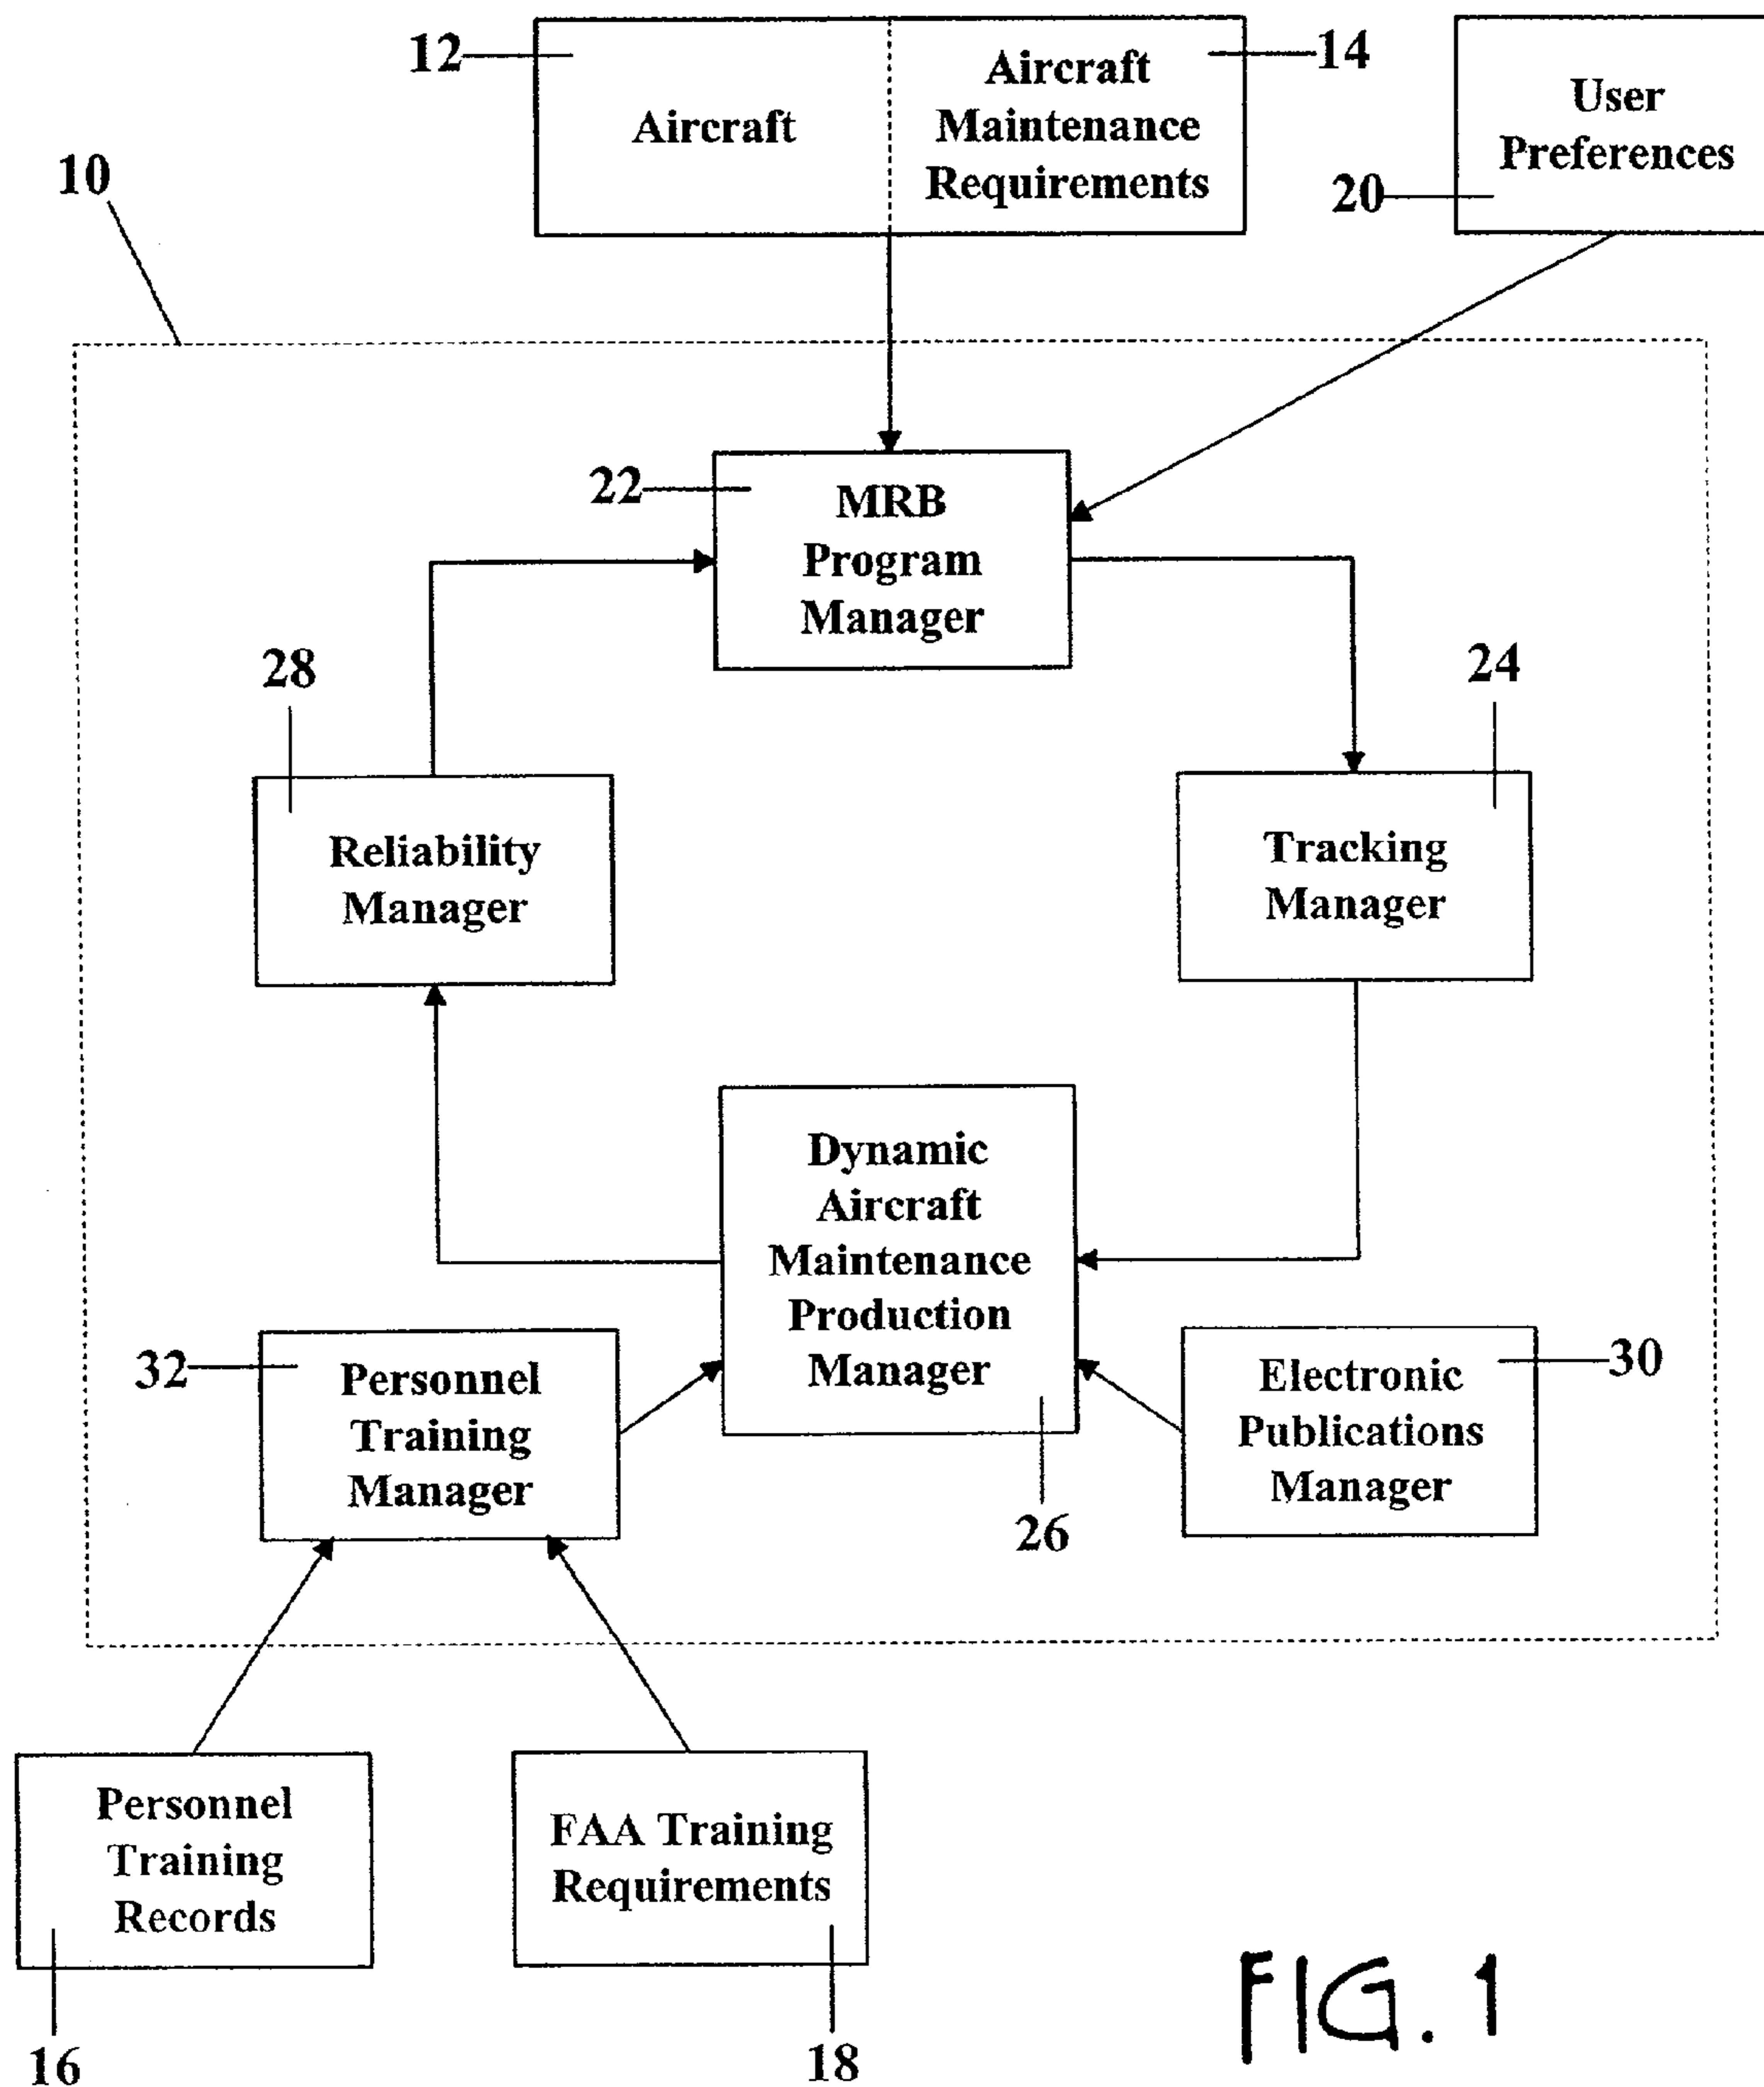 12
Aircraft
Aircraft
Maintenance
Requirements
14
User
Preferences
20
10
22
MRB
Program
Manager
28
24
Reliability
Manager
Tracking
Manager
Dynamic
Aircraft
Maintenance
Production
Manager
26
32
Personnel
Training
Manager
Electronic
Publications
Manager
30
Personnel
Training
Records
16
FAA Training
Requirements
18
FIG. 1